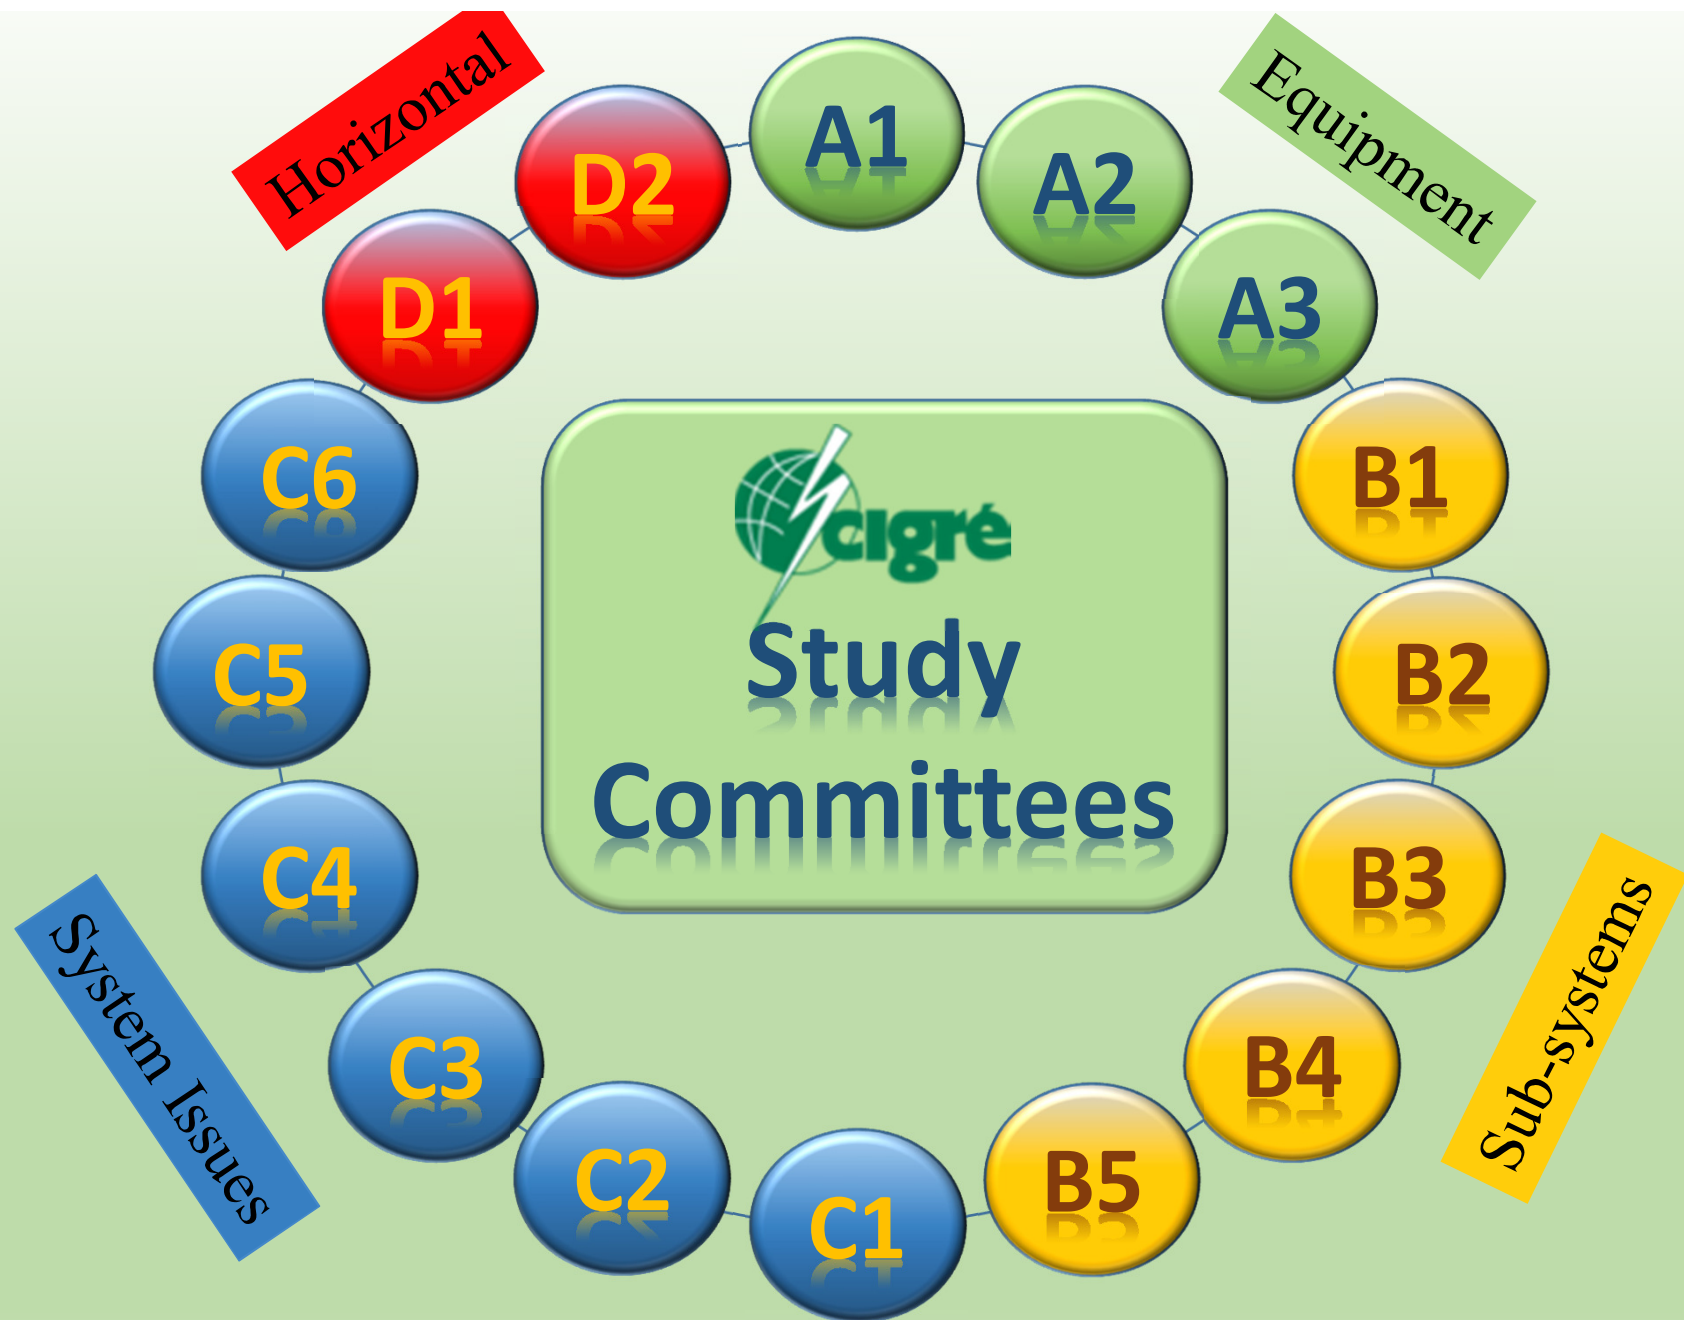 Horizontal
Equipment
A1
A2
A3
B1
B2
B3
B4
B5
C1
C2
C3
C4
C5
C6
D1
D2
cigré
Study
Committees
System Issues
Sub-systems